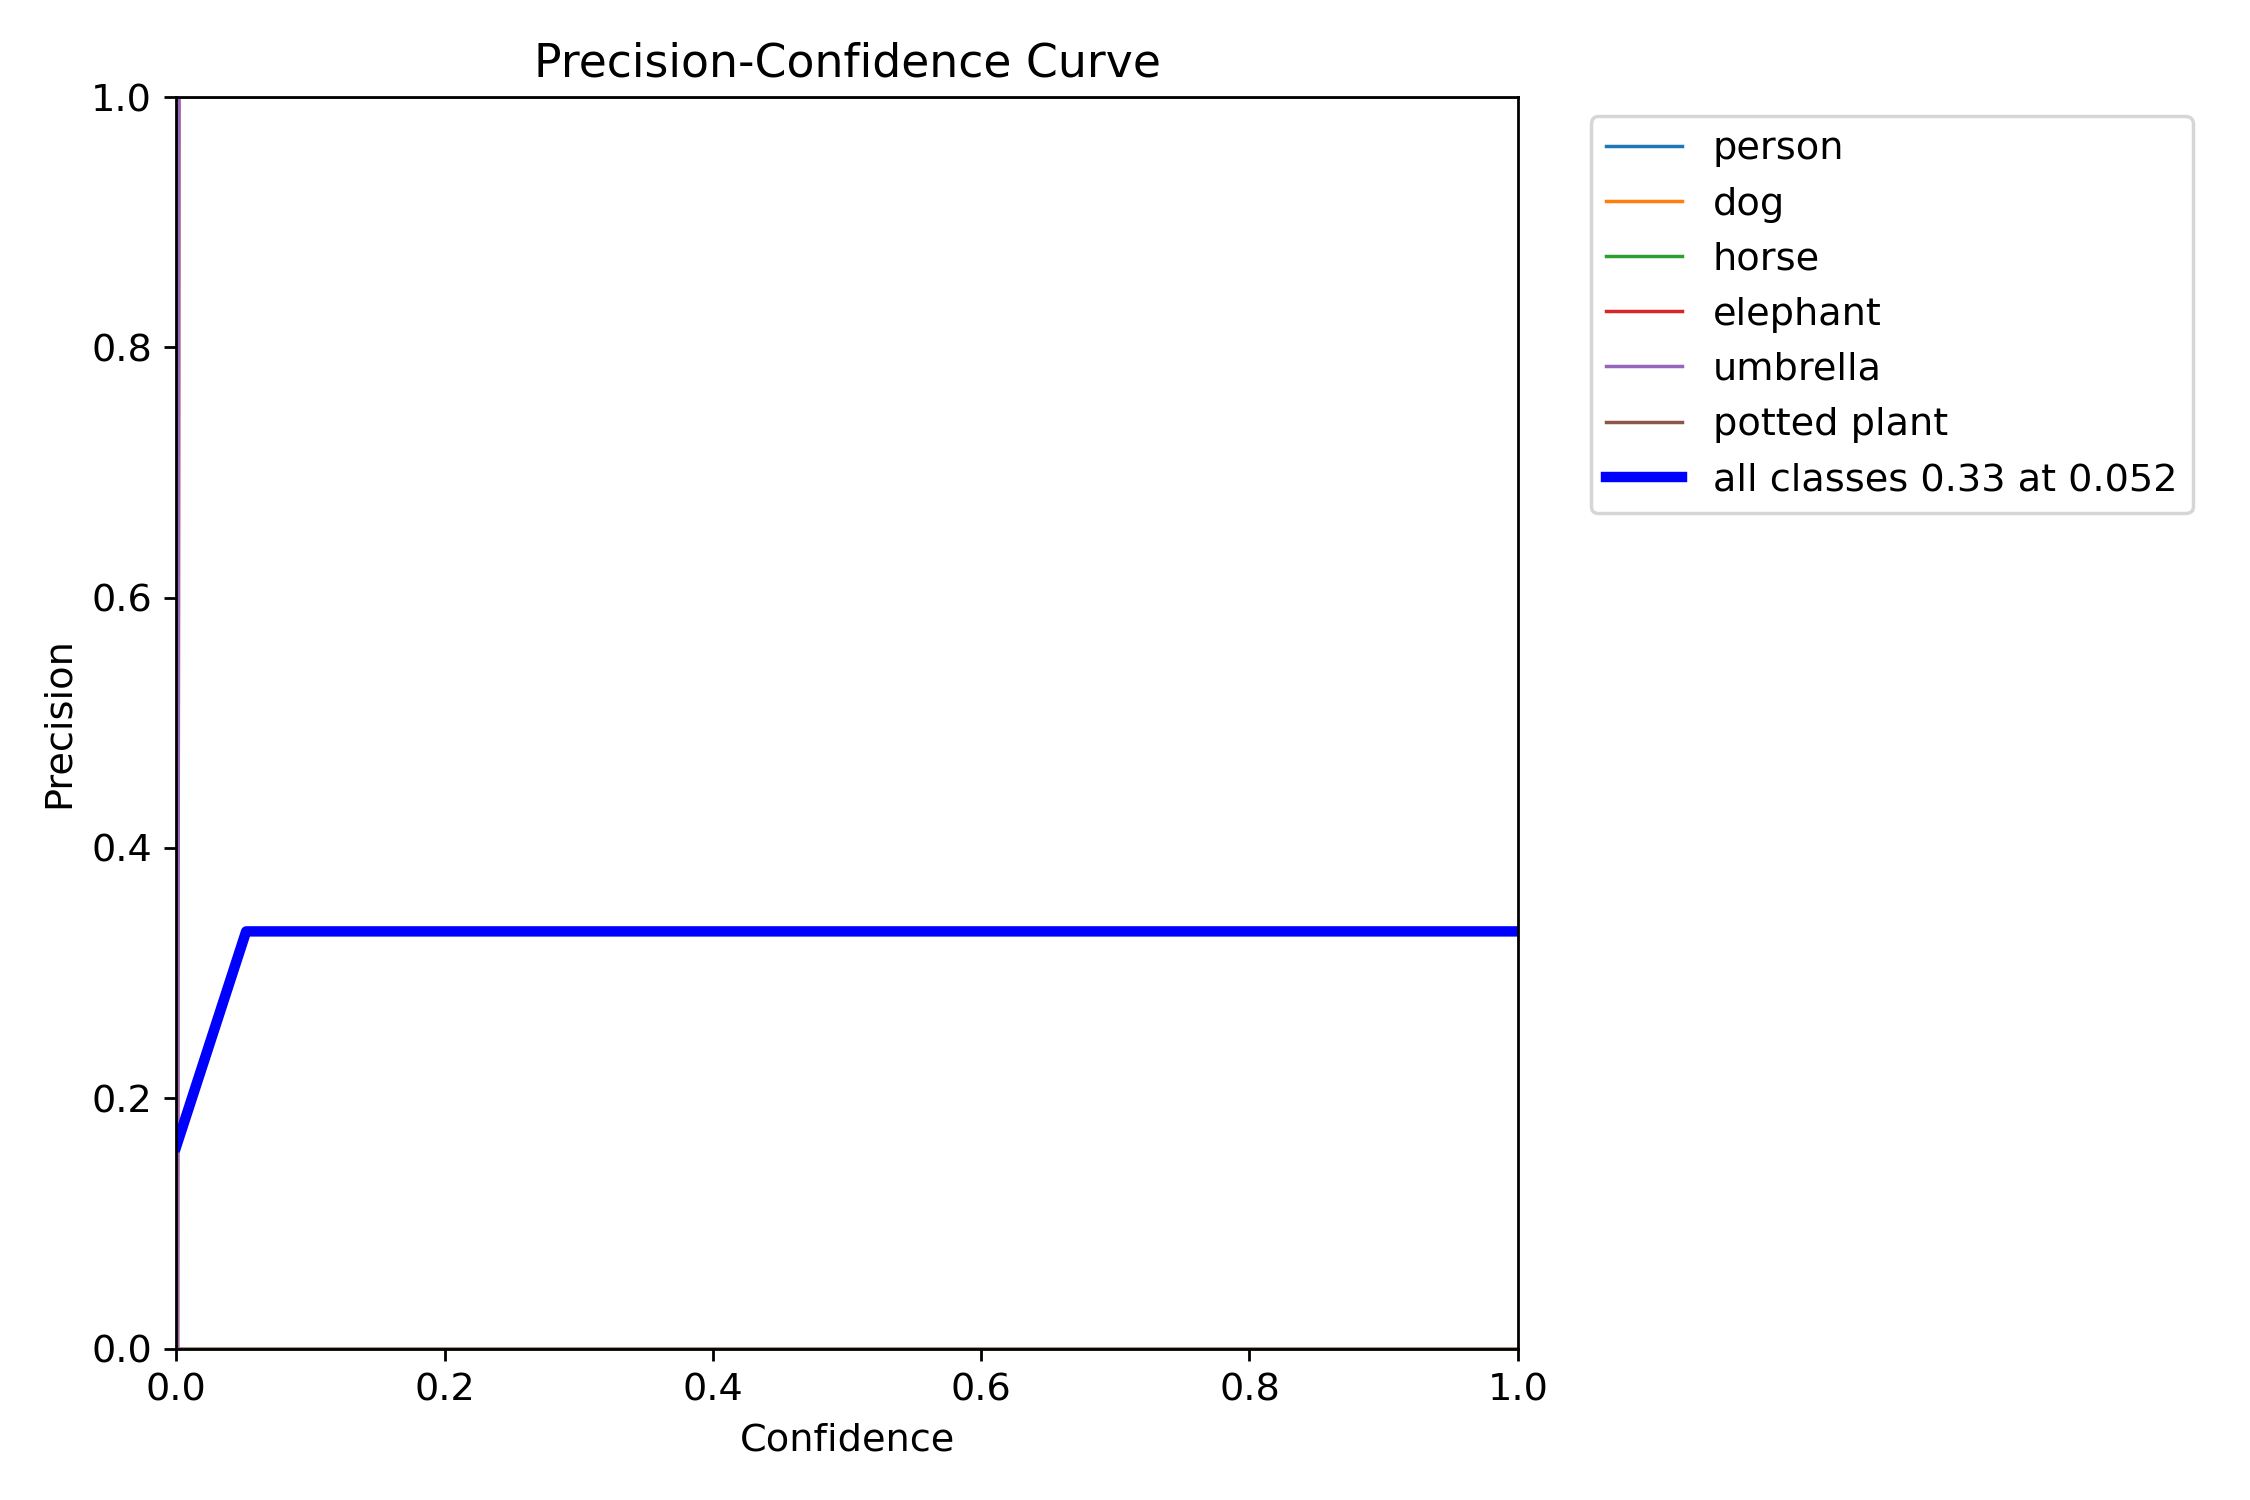 Precision-Confidence Curve
1.0
0.8
0.6
0.4
0.2
0.0
Precision
0.0 0.2 0.4 0.6 0.8 1.0
Confidence
person
dog
horse
elephant
umbrella
potted plant
all classes 0.33 at 0.052